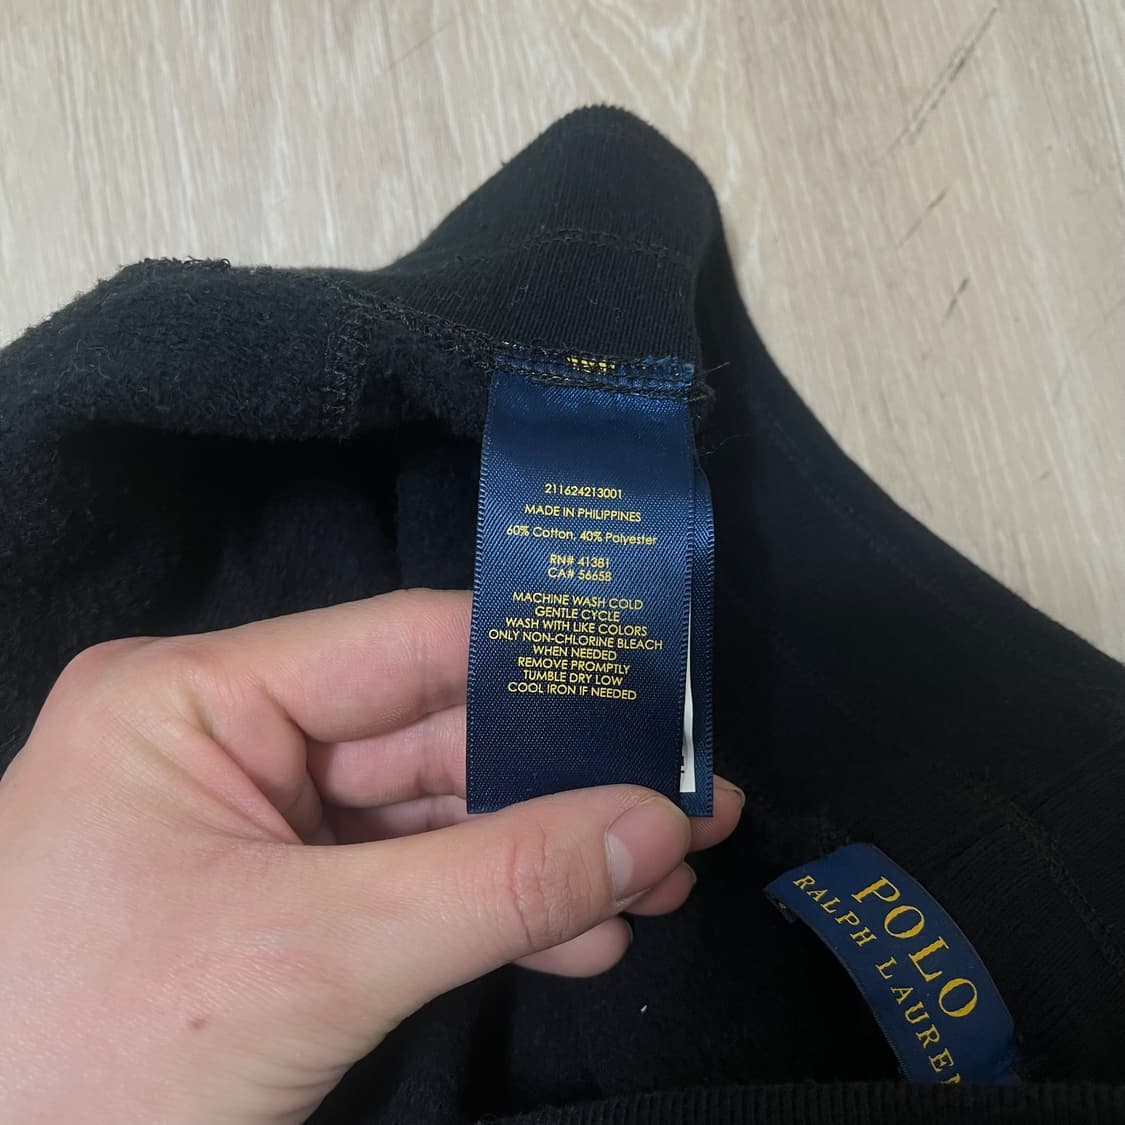 211624213001
MADE IN PHILIPPINES
60% Cotton, 40% Polyester
RN# 41381
CA# 56658
MACHINE WASH COLD
GENTLE CYCLE
WASH WITH LIKE COLORS
ONLY NON-CHLORINE BLEACH
WHEN NEEDED
REMOVE PROMPTLY
TUMBLE DRY LOW
COOL IRON IF NEEDED
POLO
RALPH LAUREN